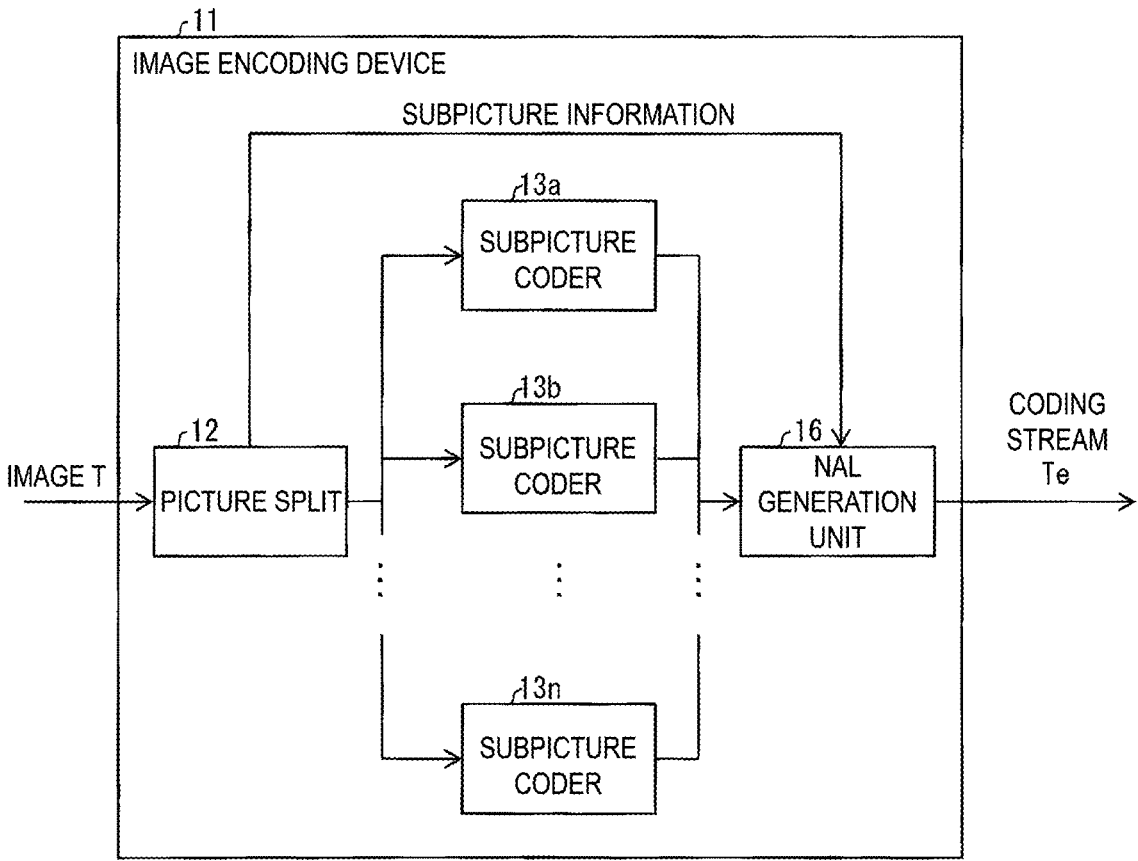 11
IMAGE ENCODING DEVICE
SUBPICTURE INFORMATION
13a
SUBPICTURE
CODER
13b
SUBPICTURE
CODER
12
PICTURE SPLIT
IMAGE T
16
NAL
GENERATION
UNIT
CODING
STREAM
Te
13n
SUBPICTURE
CODER